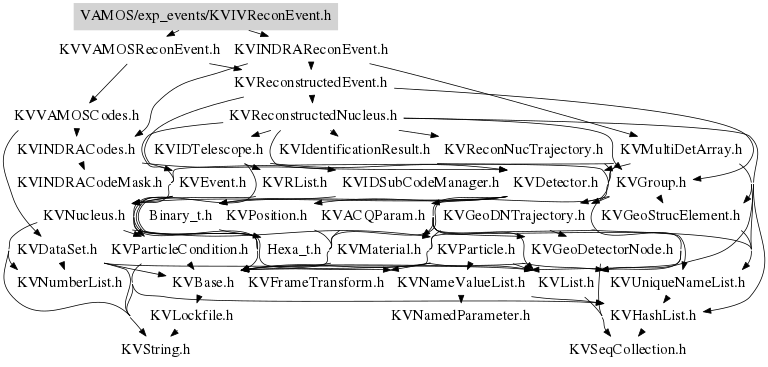 VAMOS/exp_events/KVIVReconEvent.h
KVVAMOSReconEvent.h KVINDRAReconEvent.h
KVReconstructedEvent.h
KVVAMOSCodes.h KVReconstructedNucleus.h
KVINDRACodes.h KVIDTelescope.h KVIdentificationResult.h KVReconNucTrajectory.h KVMultiDetArray.h
KVINDRACodeMask.h KVEvent.h KVRList.h KVIDSubCodeManager.h KVDetector.h KVGroup.h
KVNucleus.h Binary_t.h KVPosition.h KVACQParam.h KVGeoDNTrajectory.h KVGeoStrucElement.h
KVDataSet.h KVParticleCondition.h Hexa_t.h KVMaterial.h KVParticle.h KVGeoDetectorNode.h
KVNumberList.h KVBase.h KVFrameTransform.h KVNameValueList.h KVList.h KVUniqueNameList.h
KVLockfile.h KVNamedParameter.h KVHashList.h
KVString.h KVSeqCollection.h